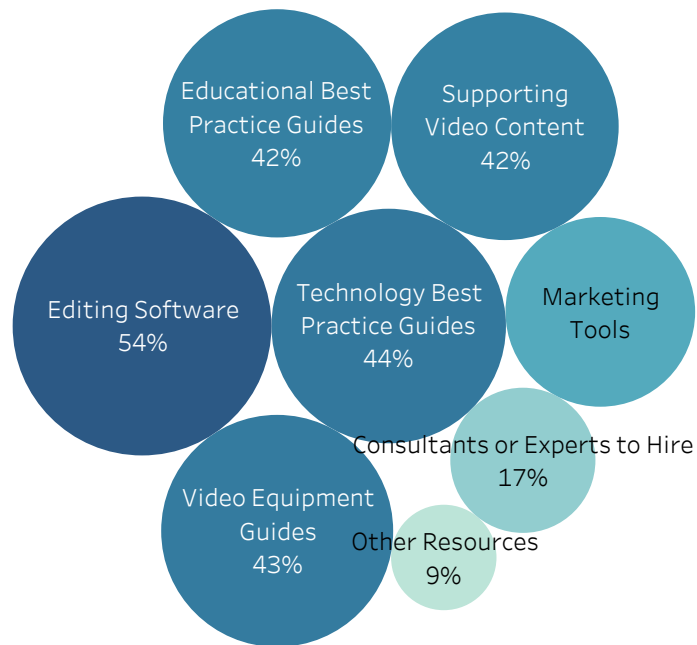 Educational Best
Practice Guides
42%
Supporting
Video Content
42%
Editing Software
54%
Technology Best
Practice Guides
44%
Marketing
Tools
Consultants or Experts to Hire
17%
Video Equipment
Guides
43%
Other Resources
9%